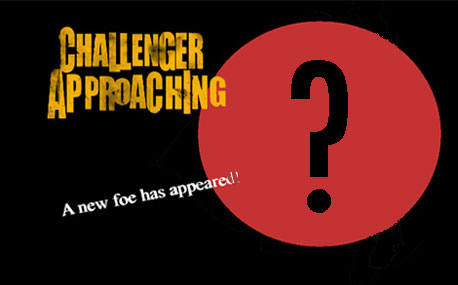 CHALLENGER
APPROACHING
?
A new foe has appeared!